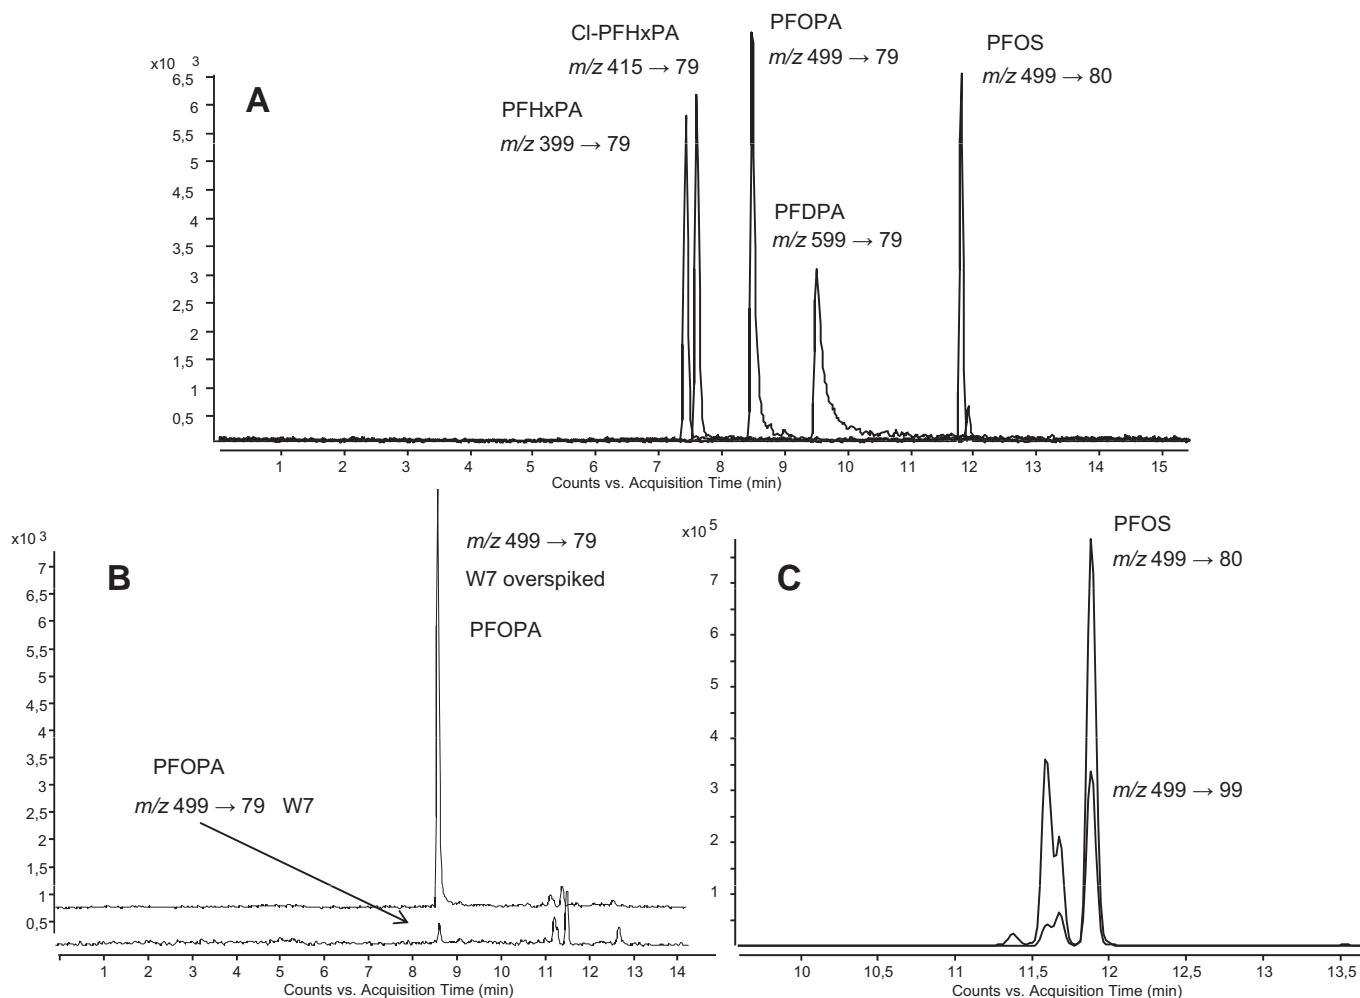 Cl-PFHxPA
m/z 415 → 79
PFOPA
m/z 499 → 79
PFOS
m/z 499 → 80
x10 3
A
PFHxPA
m/z 399 → 79
PFDPA
m/z 599 → 79
6,5
6
5,5
5
4,5
4
3,5
3
2,5
2
1,5
1
0,5
1 2 3 4 5 6 7 8 9 10 11 12 13 14 15
Counts vs. Acquisition Time (min)
x10 3
B
m/z 499 → 79
W7 overspiked
PFOPA
PFOPA
m/z 499 → 79 W7
7
6,5
6
5,5
5
4,5
4
3,5
3
2,5
2
1,5
1
0,5
1 2 3 4 5 6 7 8 9 10 11 12 13 14
Counts vs. Acquisition Time (min)
x10 5
C
PFOS
m/z 499 → 80
m/z 499 → 99
7
6
5
4
3
2
1
10 10,5 11 11,5 12 12,5 13 13,5
Counts vs. Acquisition Time (min)